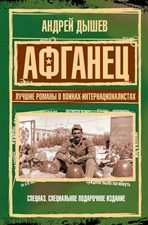 АНДРЕЙ ДЫШЕВ
АФГАНЕЦ
ЛУЧШИЕ РОМАНЫ О ВОИНАХ-ИНТЕРНАЦИОНАЛИСТАХ
СПЕЦНАЗ. СПЕЦИАЛЬНОЕ ПОДАРОЧНОЕ ИЗДАНИЕ